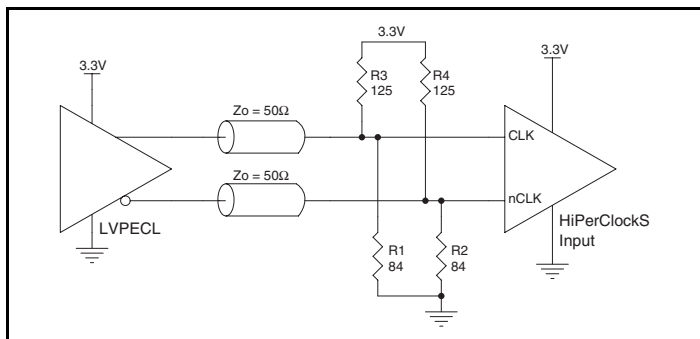 3.3V
3.3V
3.3V
R3
125
R4
125
Zo = 50Ω
CLK
Zo = 50Ω
nCLK
LVPECL
HiPerClockS
Input
R1
84
R2
84